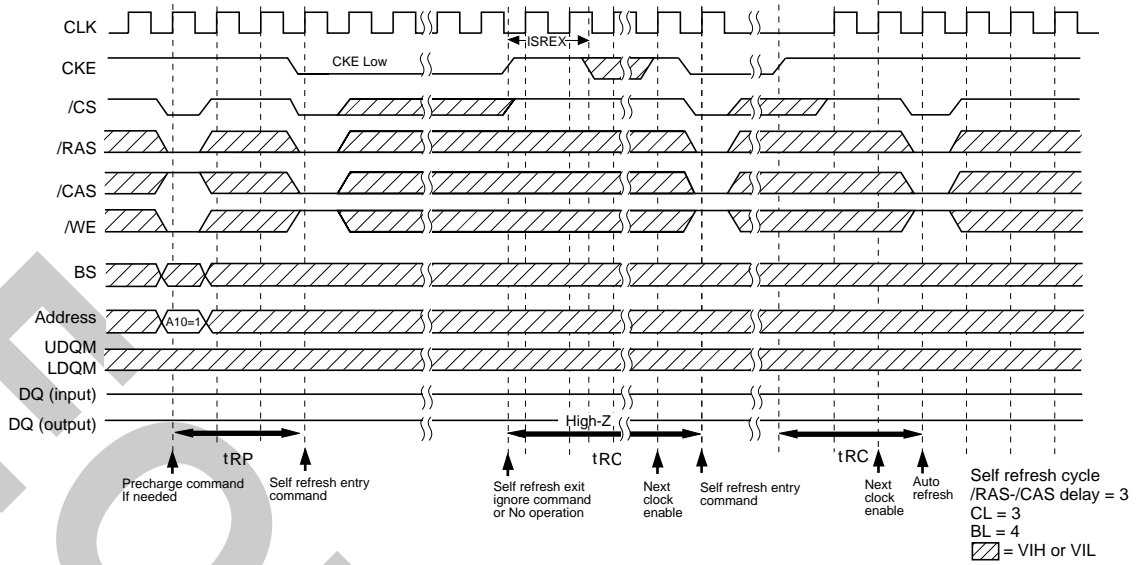 CLK
ISREX
CKE
CKE Low
/CS
/RAS
/CAS
/WE
BS
Address
A10=1
UDQM
LDQM
DQ (input)
DQ (output)
High-Z
tRP
tRC
tRC
Precharge command
If needed
Self refresh entry
command
Self refresh exit
ignore command
or No operation
Next
clock
enable
Self refresh entry
command
Next
clock
enable
Auto
refresh
Self refresh cycle
/RAS-/CAS delay = 3
CL = 3
BL = 4
= VIH or VIL